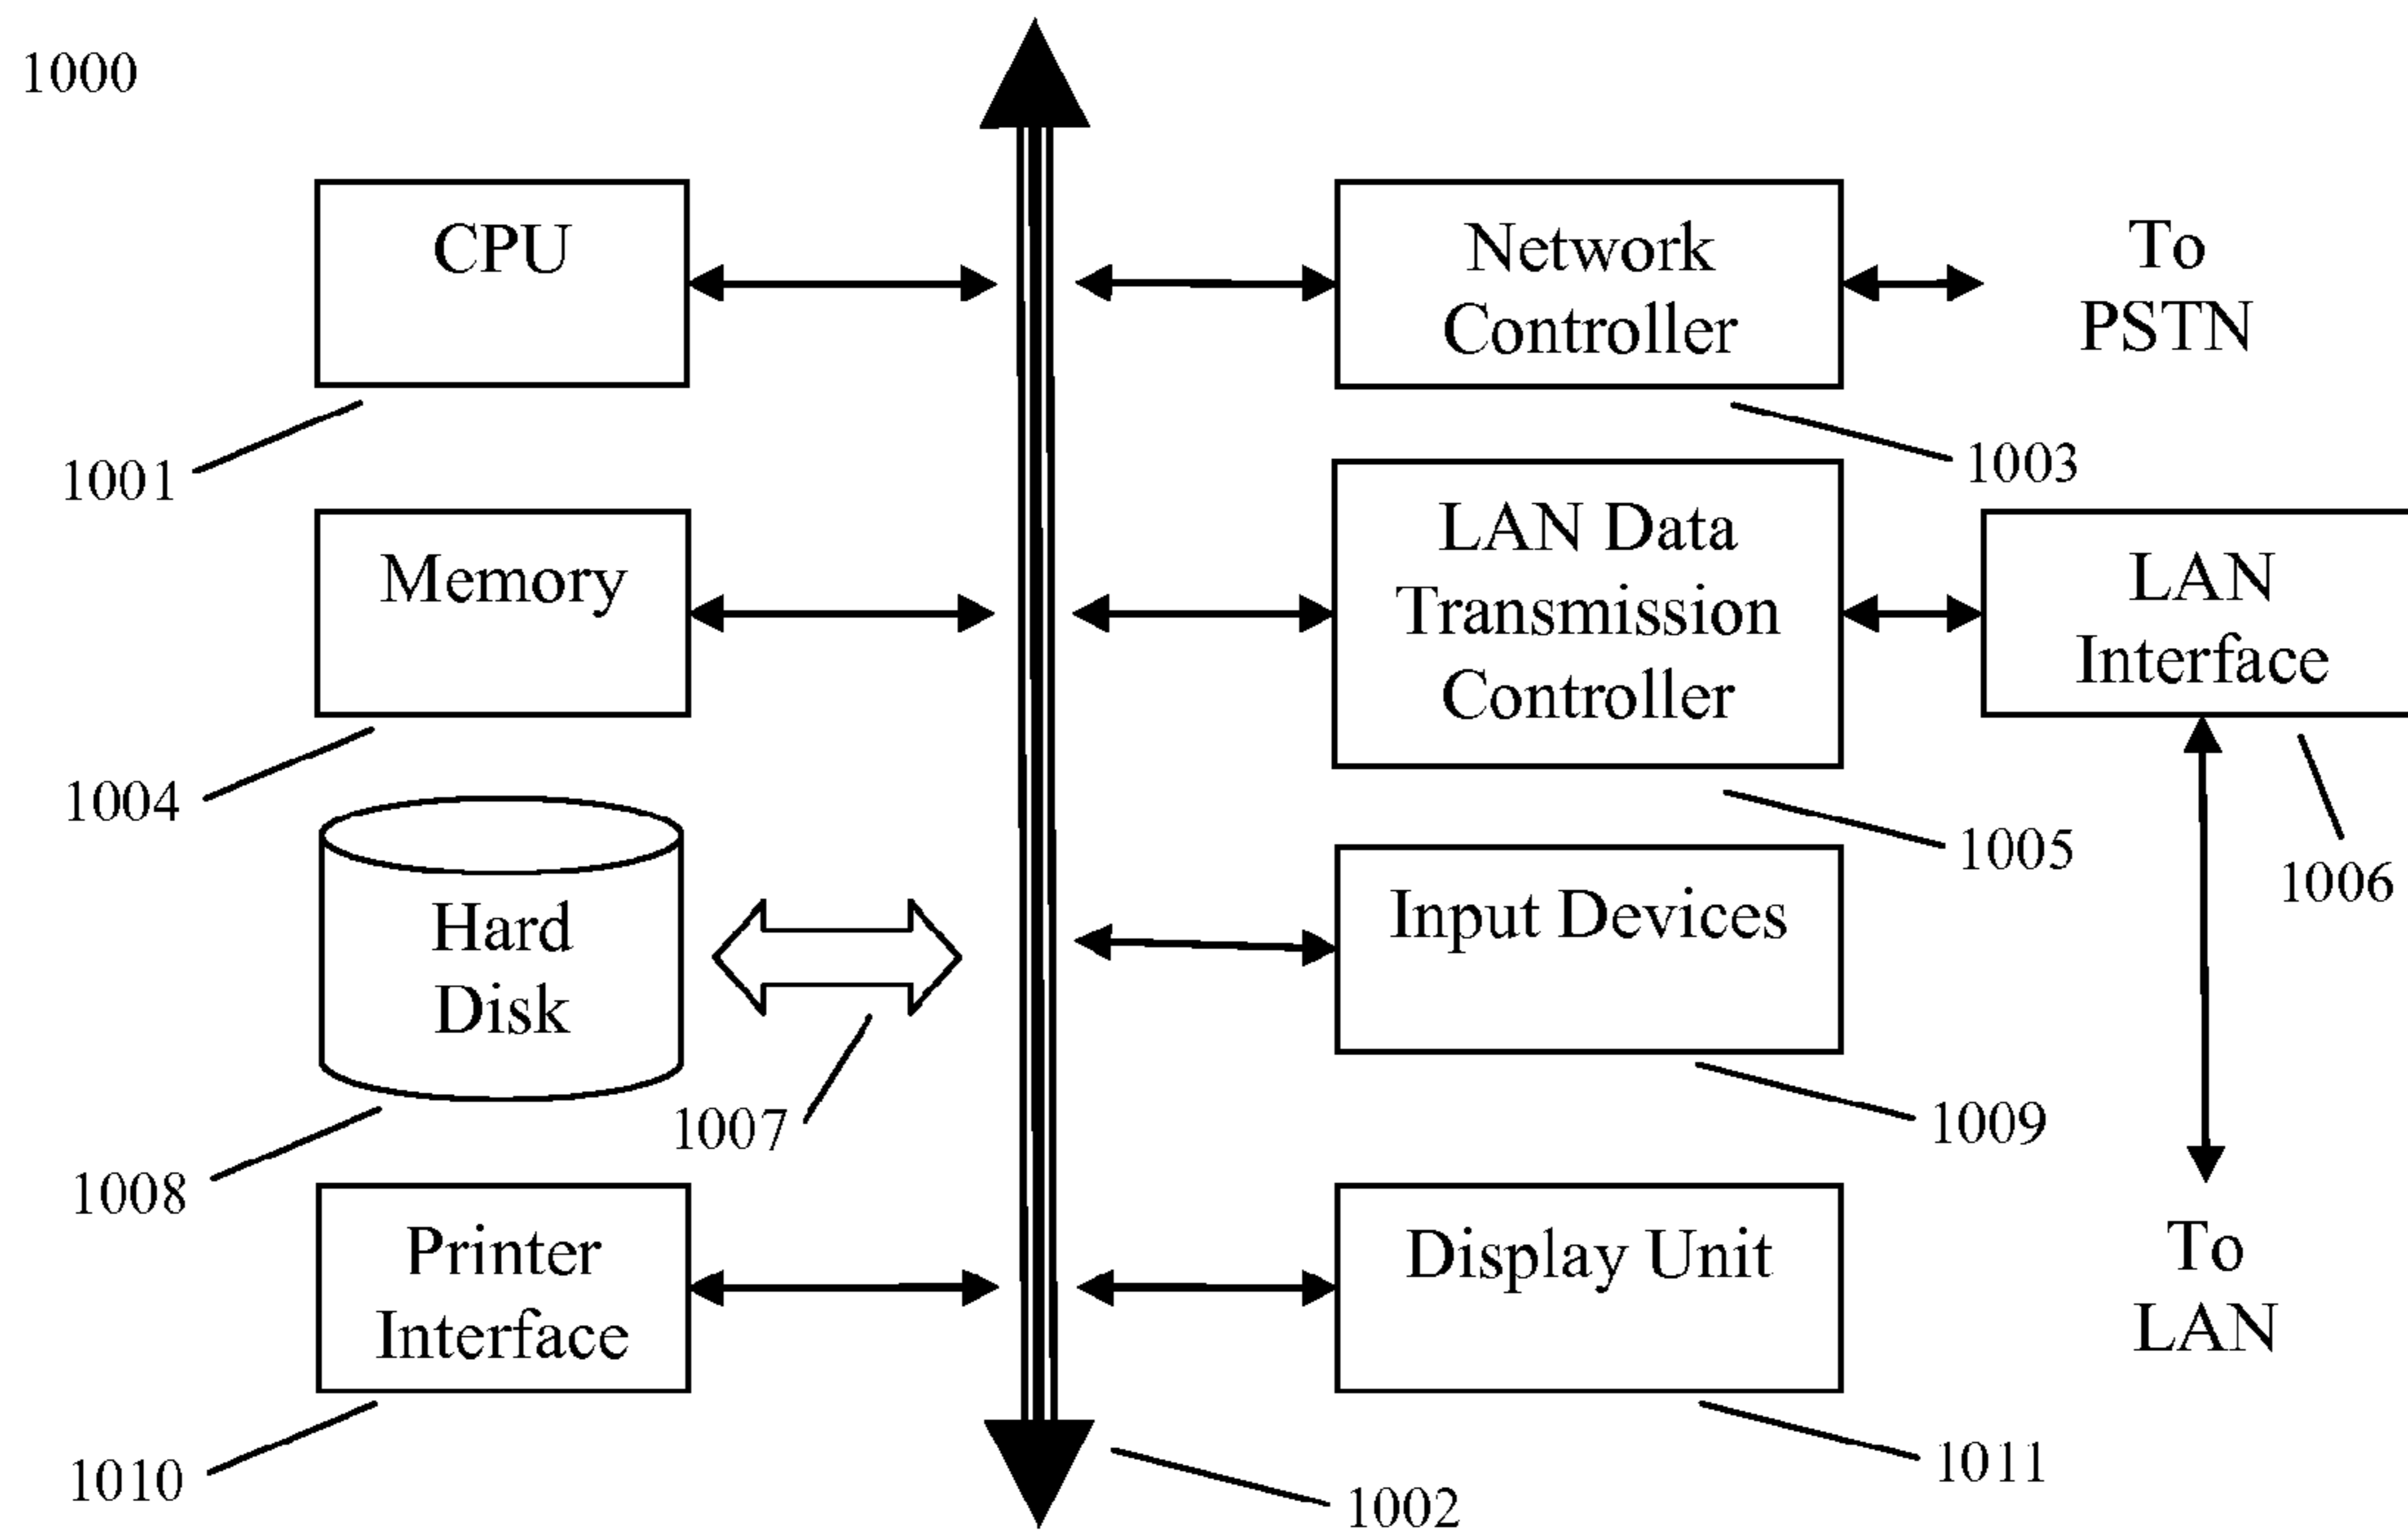 1000
CPU
Network
Controller
To
PSTN
1001
1003
Memory
LAN Data
Transmission
Controller
LAN
Interface
1004
1005
1006
Hard
Disk
1007
Input Devices
1008
1009
Printer
Interface
Display Unit
To
LAN
1010
1011
1002